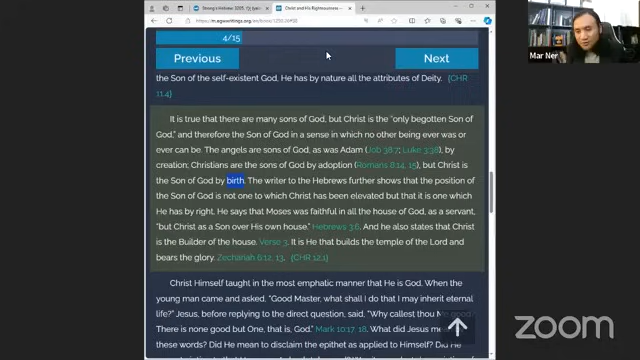 Strong's Hebrew: 3205.
Christ and His Righteousness —
4/15
Previous
Next
the Son of the self-existent God. He has by nature all the attributes of Deity. {CHR
11.4}
It is true that there are many sons of God, but Christ is the "only begotten Son of
God," and therefore the Son of God in a sense in which no other being ever was or
ever can be. The angels are sons of God, as was Adam (Job 38:7; Luke 3:38), by
creation; Christians are the sons of God by adoption (Romans 8:14, 15), but Christ is
the Son of God by birth. The writer to the Hebrews further shows that the position of
the Son of God is not one to which Christ has been elevated but that it is one which
He has by right. He says that Moses was faithful in all the house of God, as a servant,
"but Christ as a Son over His own house." Hebrews 3:6. And he also states that Christ
is the Builder of the house. Verse 3. It is He that builds the temple of the Lord and
bears the glory. Zechariah 6:12, 13. {CHR 12.1}
Christ Himself taught in the most emphatic manner that He is God. When the
young man came and asked, "Good Master, what shall I do that I may inherit eternal
life?" Jesus, before replying to the direct question, said, "Why callest thou Me good?
There is none good but One, that is, God." Mark 10:17, 18. What did Jesus mean
these words? Did He mean to disclaim the epithet as applied to Himself? Did He
Mar Ner
zoom